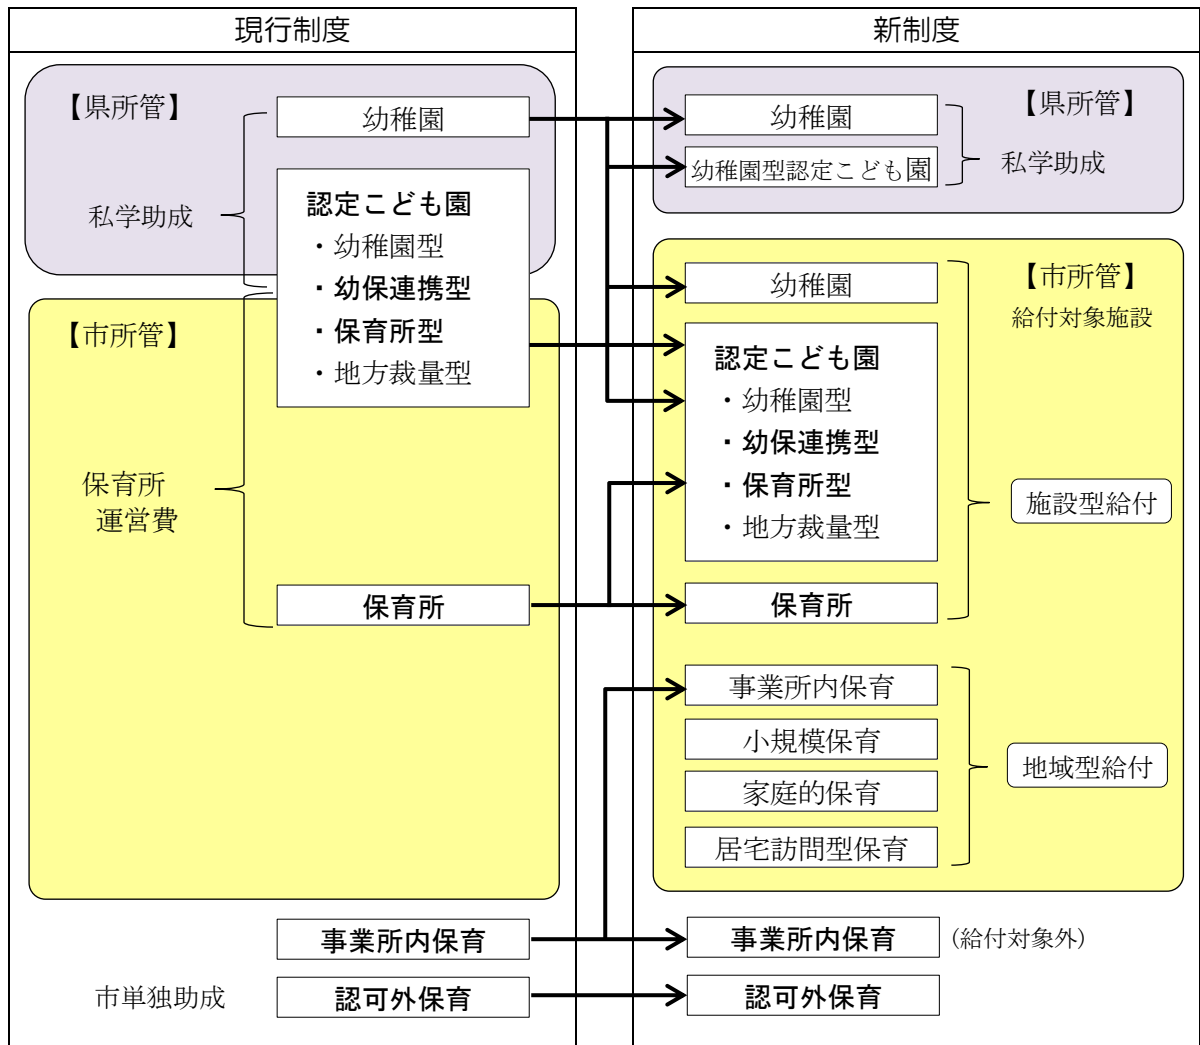 現行制度
【県所管】
幼稚園
私学助成
認定こども園
・幼稚園型
・幼保連携型
・保育所型
・地方裁量型
【市所管】
保育所
運営費
保育所
事業所内保育
市単独助成
認可外保育
新制度
【県所管】
幼稚園
幼稚園型認定こども園
私学助成
【市所管】
給付対象施設
幼稚園
認定こども園
・幼稚園型
・幼保連携型
・保育所型
・地方裁量型
施設型給付
保育所
事業所内保育
小規模保育
家庭的保育
居宅訪問型保育
地域型給付
事業所内保育
(給付対象外)
認可外保育